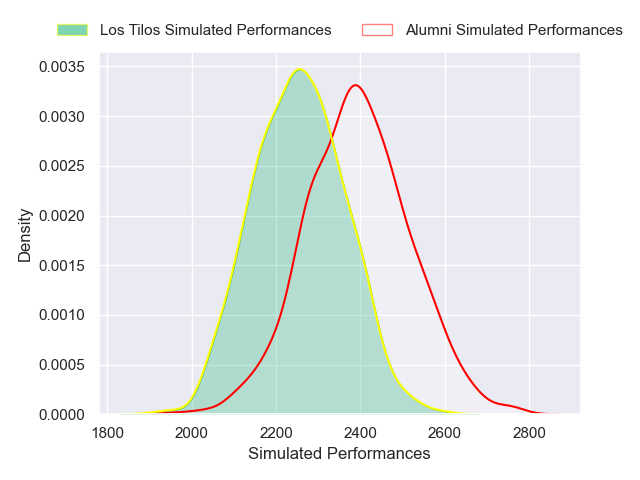 Los Tilos Simulated Performances Alumni Simulated Performances
0.0035
0.0030
0.0025
0.0020
0.0015
0.0010
0.0005
0.0000
Density
1800 2000 2200 2400 2600 2800
Simulated Performances